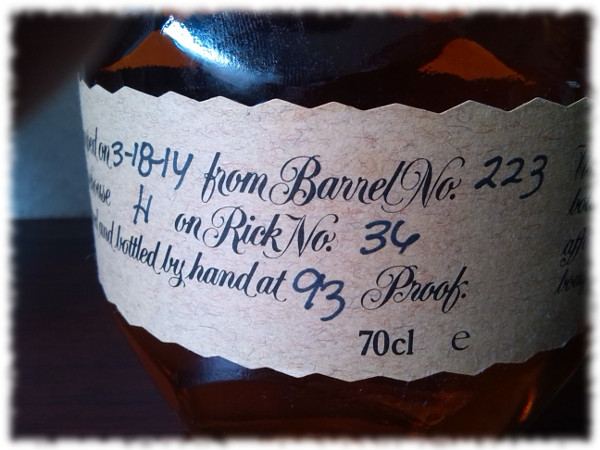 on 3-18-14 from Barrel No. 223
H on Rick No. 36
and bottled by hand at 93 Proof.
70cl e